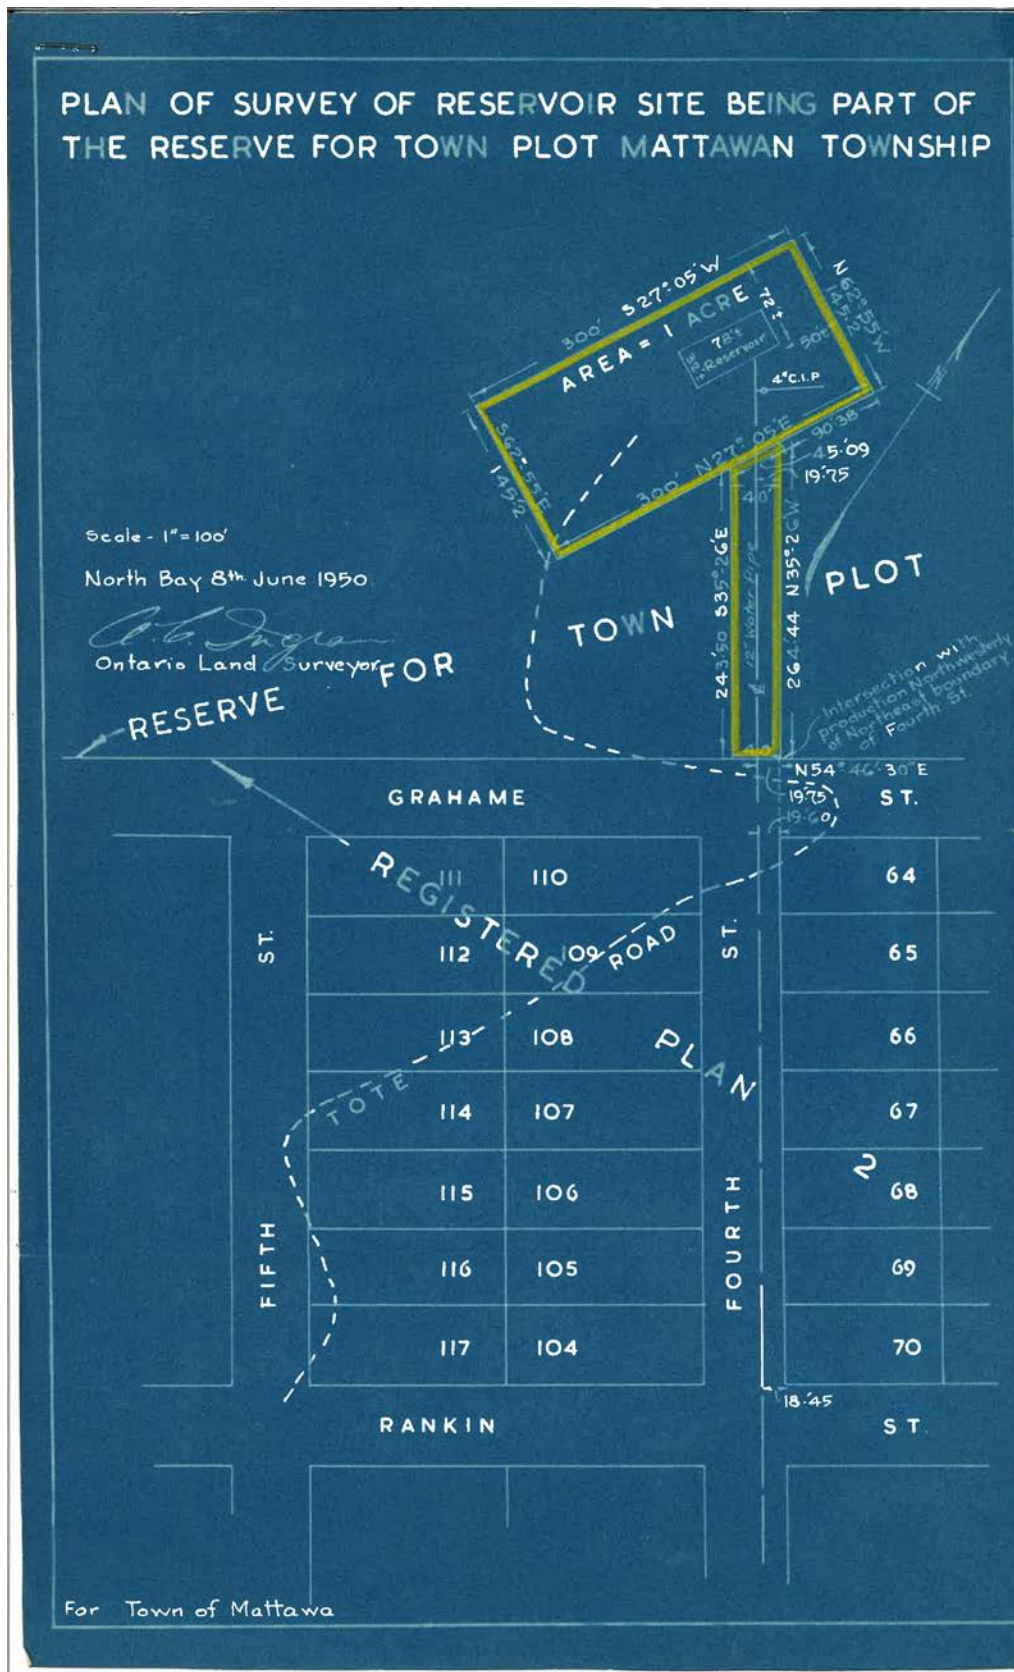 PLAN OF SURVEY OF RESERVOIR SITE BEING PART OF
THE RESERVE FOR TOWN PLOT MATTAWAN TOWNSHIP
300' S27°05'W
N62°55'W
145'2
AREA = 1 ACRE
72'±
78'±
Reservoir
50'±
4" C.I.P
S62°55'E
145'2
300' N27°05'E
90'38
45'09
19'75
40'
Scale - 1" = 100'
North Bay 8th June 1950
A. C. Ingram
Ontario Land Surveyor
RESERVE FOR TOWN PLOT
243'50 S35°26'E
12" Water Pipe
264'44 N35°26'W
Intersection with
production Northwesterly
of Northeast boundary
of Fourth St
N54°46'30"E
GRAHAME ST.
19'75
19'60
REGISTERED PLAN 2
111 110 64
112 109 65
113 108 66
114 107 67
115 106 68
116 105 69
117 104 70
TOTE ROAD
FIFTH ST.
FOURTH ST.
18'45
RANKIN ST.
For Town of Mattawa